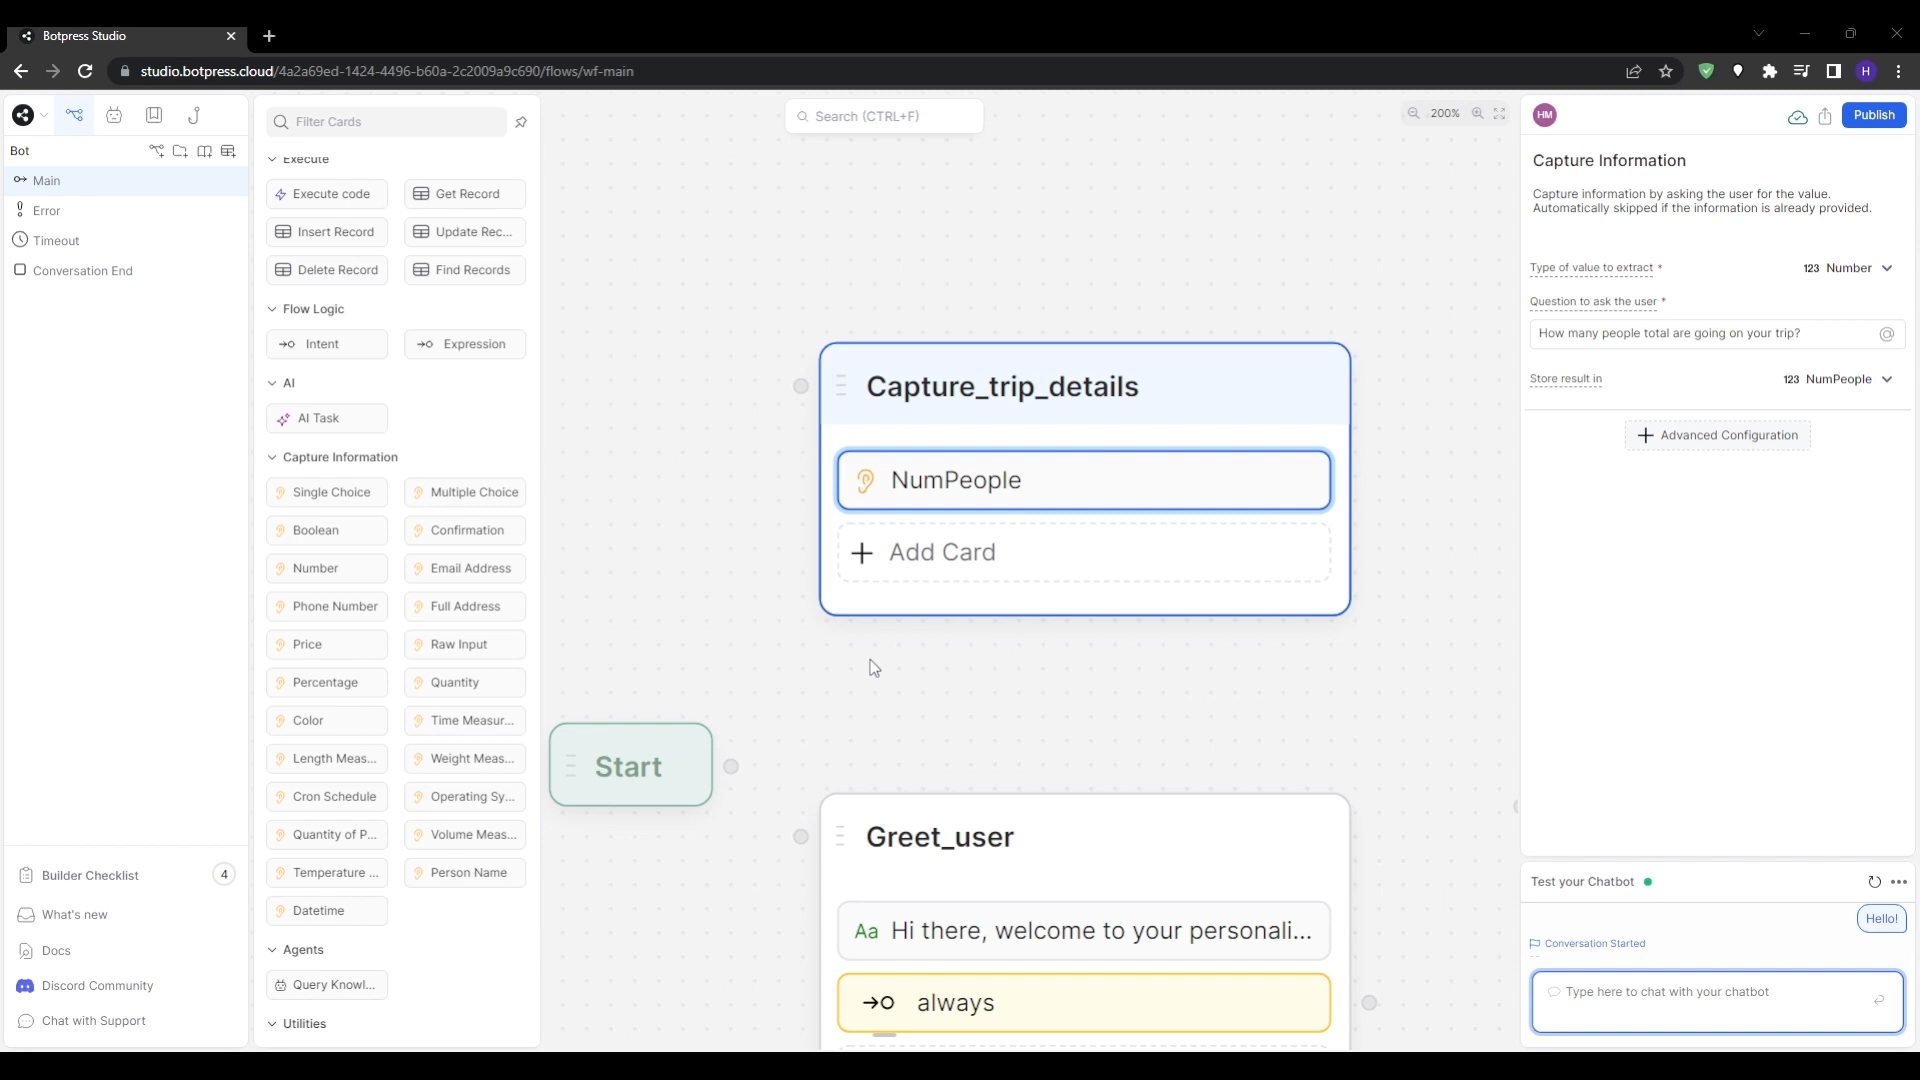 Botpress Studio
studio.botpress.cloud/4a2a69ed-1424-4496-b60a-2c2009a9c690/flows/wf-main
H
Bot
Main
Error
Timeout
Conversation End
Builder Checklist
4
What's new
Docs
Discord Community
Chat with Support
Filter Cards
Execute
Execute code
Get Record
Insert Record
Update Rec...
Delete Record
Find Records
Flow Logic
Intent
Expression
AI
AI Task
Capture Information
Single Choice
Multiple Choice
Boolean
Confirmation
Number
Email Address
Phone Number
Full Address
Price
Raw Input
Percentage
Quantity
Color
Time Measur...
Length Meas...
Weight Meas...
Cron Schedule
Operating Sy...
Quantity of P...
Volume Meas...
Temperature ...
Person Name
Datetime
Agents
Query Knowl...
Utilities
Search (CTRL+F)
200%
Capture_trip_details
NumPeople
Add Card
Start
Greet_user
Aa Hi there, welcome to your personali...
always
HM
Publish
Capture Information
Capture information by asking the user for the value.
Automatically skipped if the information is already provided.
Type of value to extract *
123 Number
Question to ask the user *
How many people total are going on your trip?
Store result in
123 NumPeople
Advanced Configuration
Test your Chatbot
Hello!
Conversation Started
Type here to chat with your chatbot